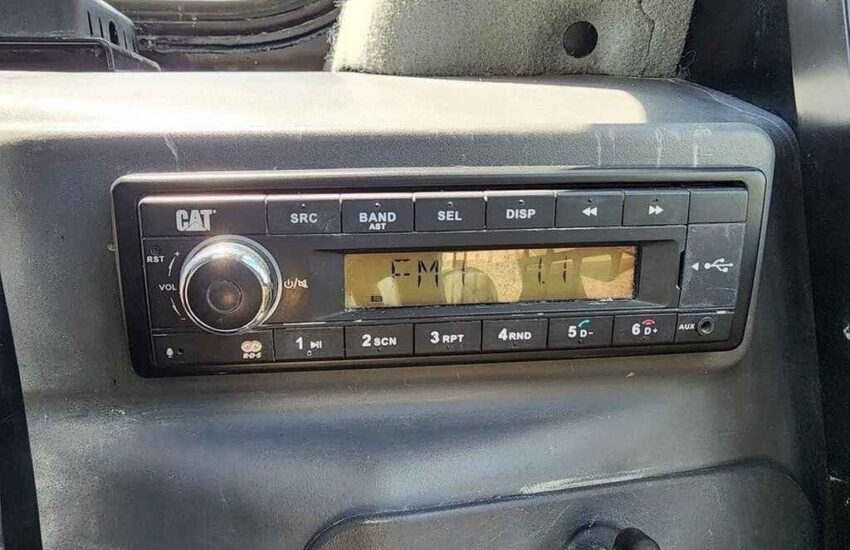 CAT
SRC
BAND
AST
SEL
DISP
RST
VOL
FM
R·D·S
1
2 SCN
3 RPT
4 RND
5 D-
6 D+
AUX